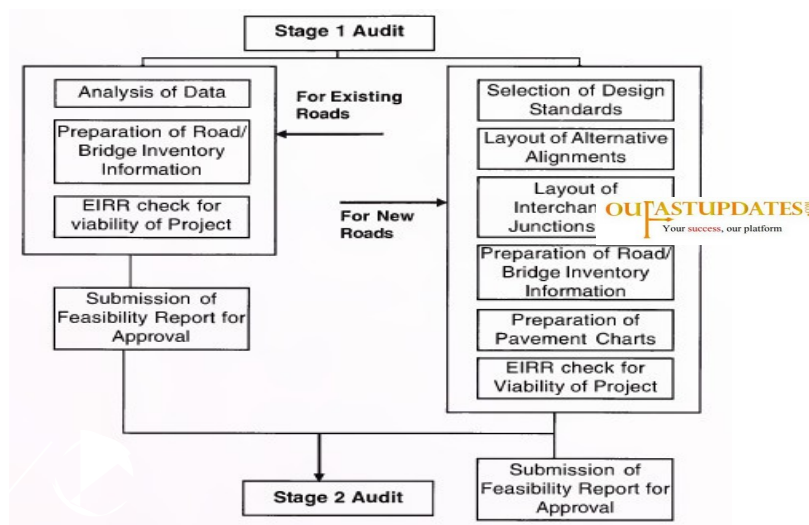 Stage 1 Audit
Analysis of Data
Preparation of Road/
Bridge Inventory
Information
EIRR check for
viability of Project
Submission of
Feasibility Report for
Approval
For Existing
Roads
For New
Roads
Selection of Design
Standards
Layout of Alternative
Alignments
Layout of
Junctions
Preparation of Road/
Bridge Inventory
Information
Preparation of
Pavement Charts
EIRR check for
Viability of Project
Submission of
Feasibility Report for
Approval
Stage 2 Audit
OURFASTUPDATES
Your success, our platform